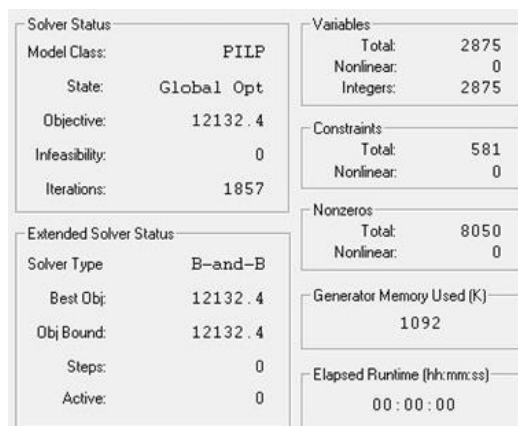 Solver Status
Model Class: PILP
State: Global Opt
Objective: 12132.4
Infeasibility: 0
Iterations: 1857
Extended Solver Status
Solver Type B-and-B
Best Obj: 12132.4
Obj Bound: 12132.4
Steps: 0
Active: 0
Variables
Total: 2875
Nonlinear: 0
Integers: 2875
Constraints
Total: 581
Nonlinear: 0
Nonzeros
Total: 8050
Nonlinear: 0
Generator Memory Used (K)
1092
Elapsed Runtime (hh:mm:ss)
00:00:00